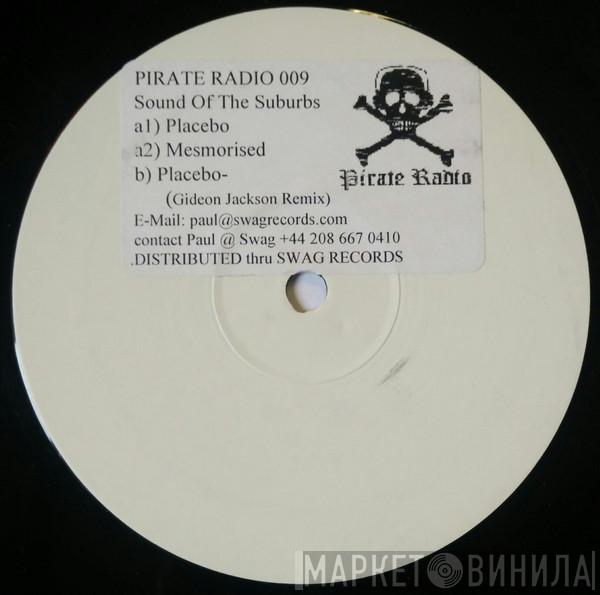 PIRATE RADIO 009
Sound Of The Suburbs
a1) Placebo
a2) Mesmorised
b) Placebo-
(Gideon Jackson Remix)
E-Mail: paul@swagrecords.com
contact Paul @ Swag +44 208 667 0410
.DISTRIBUTED thru SWAG RECORDS
Pirate Radio
МАРКЕТ ВИНИЛА